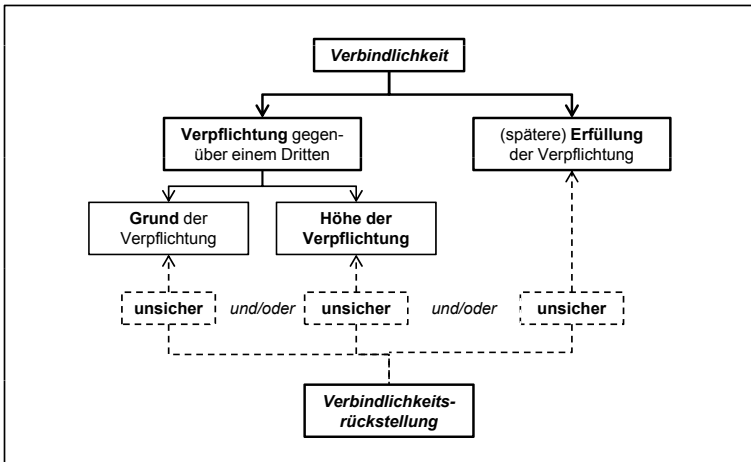 Verbindlichkeit
Verpflichtung gegen-
über einem Dritten
(spätere) Erfüllung
der Verpflichtung
Grund der
Verpflichtung
Höhe der
Verpflichtung
unsicher und/oder unsicher und/oder unsicher
Verbindlichkeits-
rückstellung